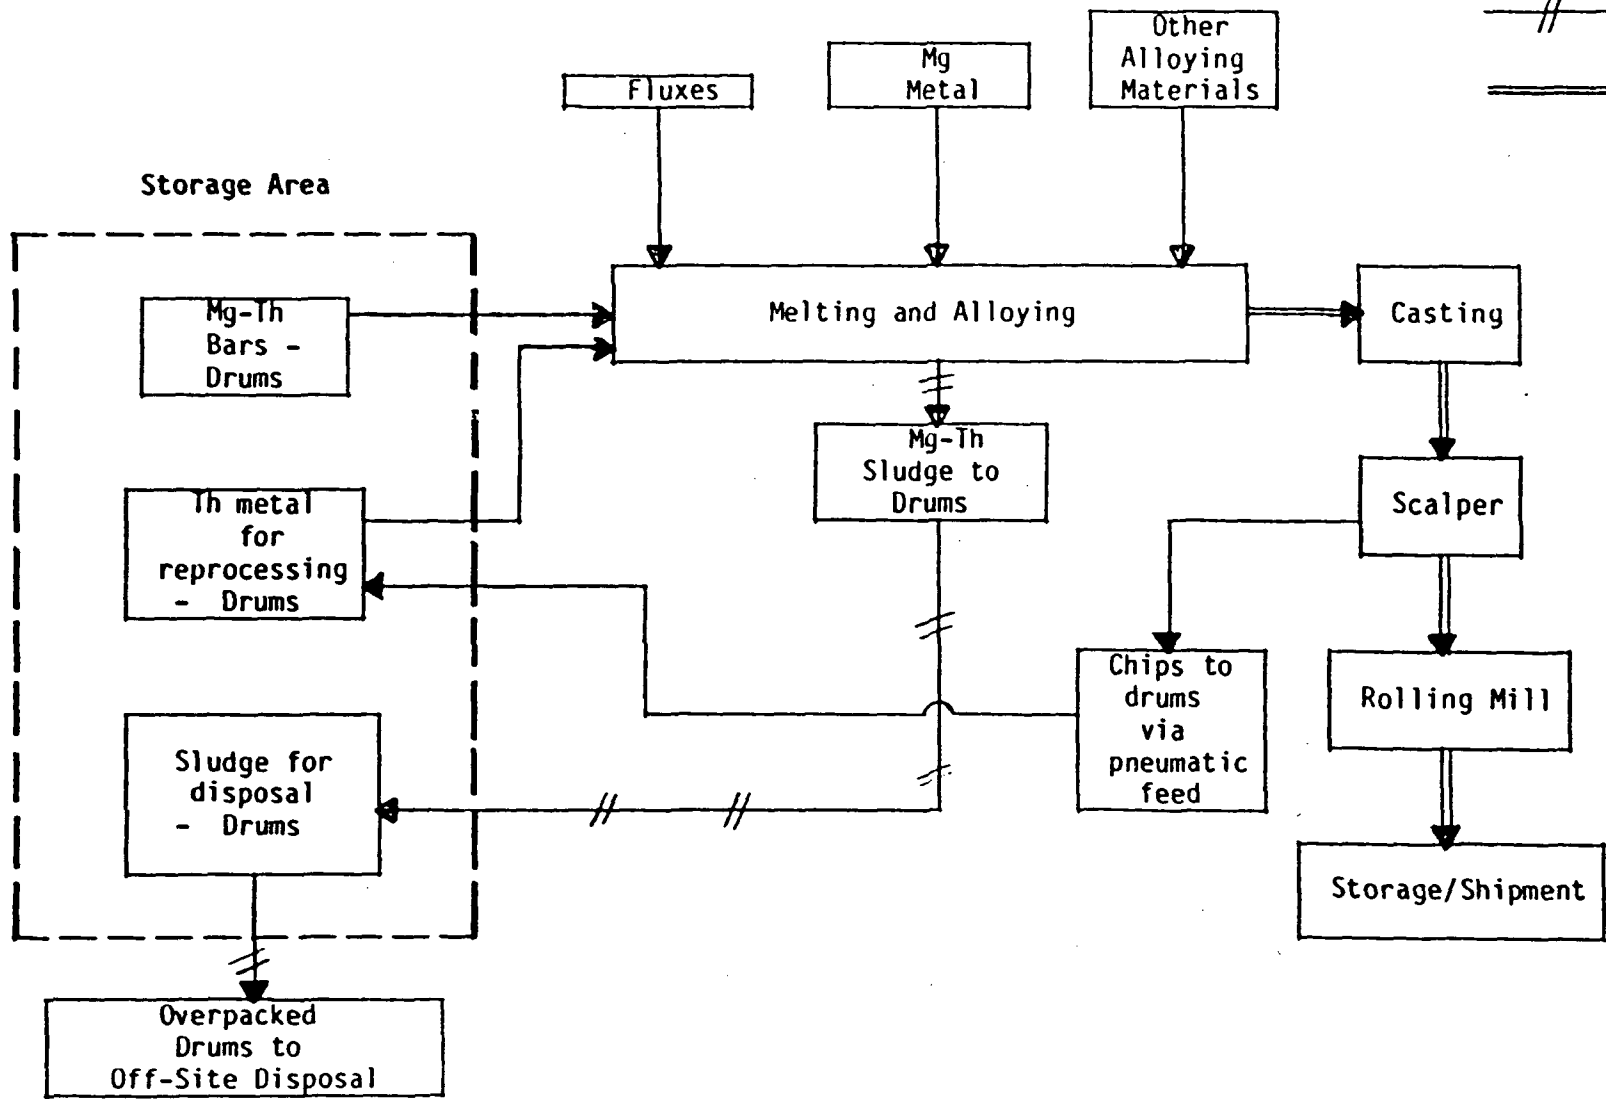 Other
Alloying
Materials
Mg
Metal
Fluxes
Storage Area
Mg-Th
Bars -
Drums
Melting and Alloying
Casting
Mg-Th
Sludge to
Drums
Th metal
for
reprocessing
- Drums
Scalper
Chips to
drums
via
pneumatic
feed
Rolling Mill
Sludge for
disposal
- Drums
Storage/Shipment
Overpacked
Drums to
Off-Site Disposal